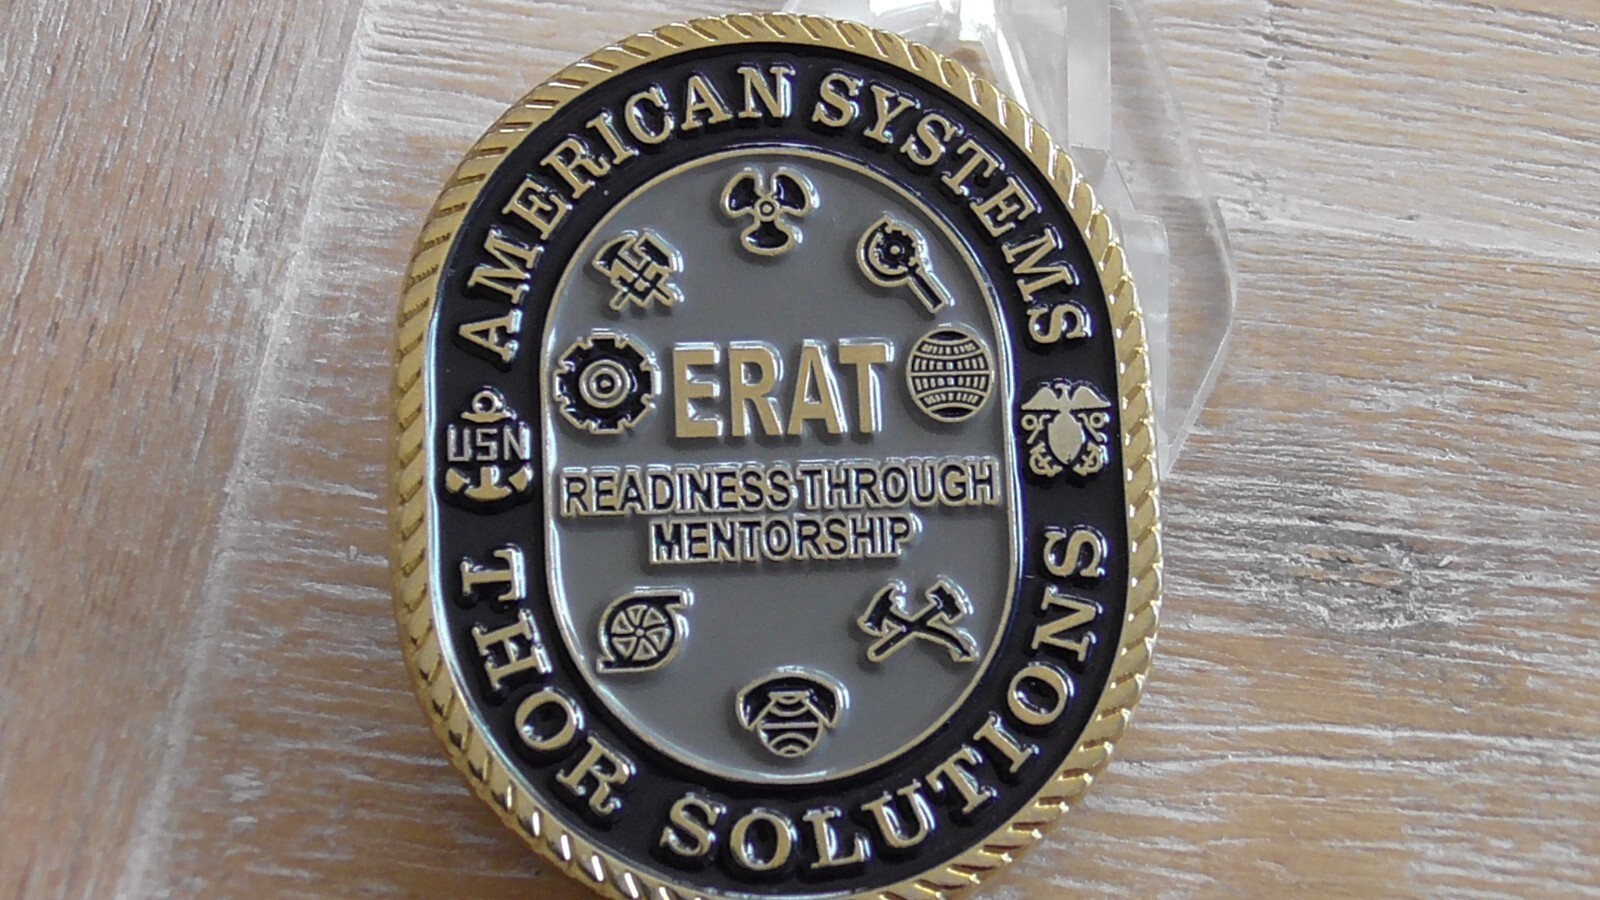 AMERICAN SYSTEMS
USN
ERAT
READINESS THROUGH
MENTORSHIP
THOR SOLUTIONS